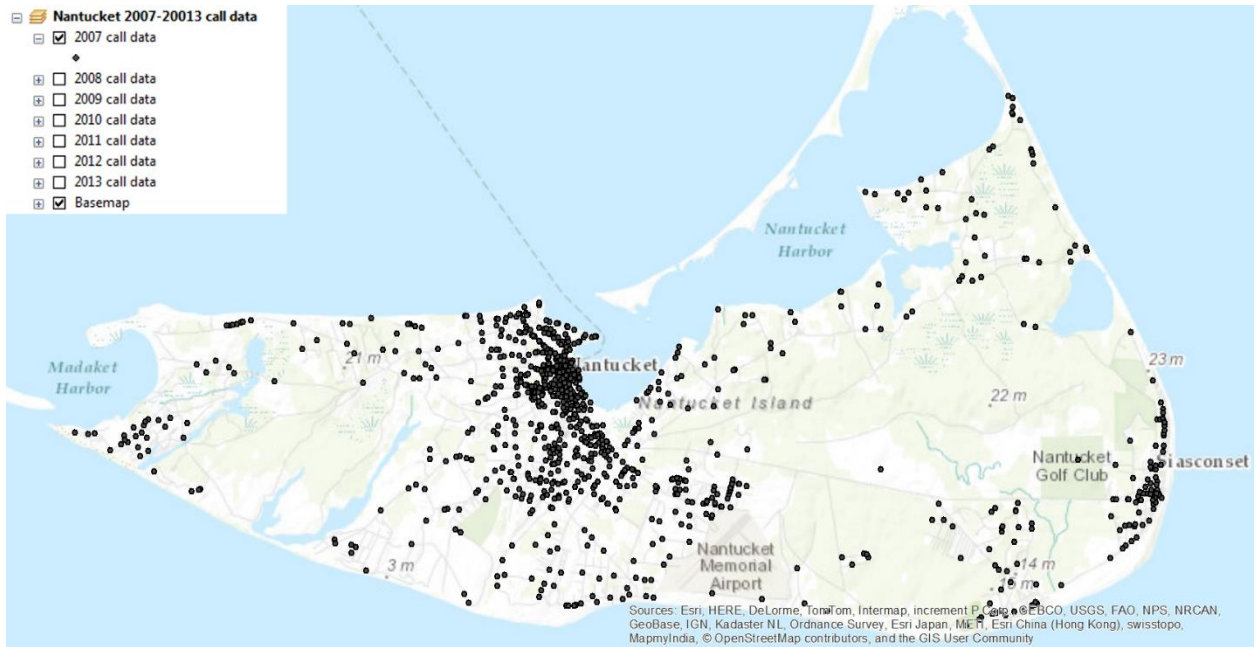 Nantucket 2007-20013 call data
2007 call data
2008 call data
2009 call data
2010 call data
2011 call data
2012 call data
2013 call data
Basemap
Nantucket
Harbor
Madaket
Harbor
21 m
Nantucket
Nantucket Island
23 m
22 m
Nantucket
Golf Club
Siasconset
Nantucket
Memorial
Airport
3 m
14 m
15 m
Sources: Esri, HERE, DeLorme, TomTom, Intermap, increment P Corp., GEBCO, USGS, FAO, NPS, NRCAN,
GeoBase, IGN, Kadaster NL, Ordnance Survey, Esri Japan, METI, Esri China (Hong Kong), swisstopo,
MapmyIndia, © OpenStreetMap contributors, and the GIS User Community